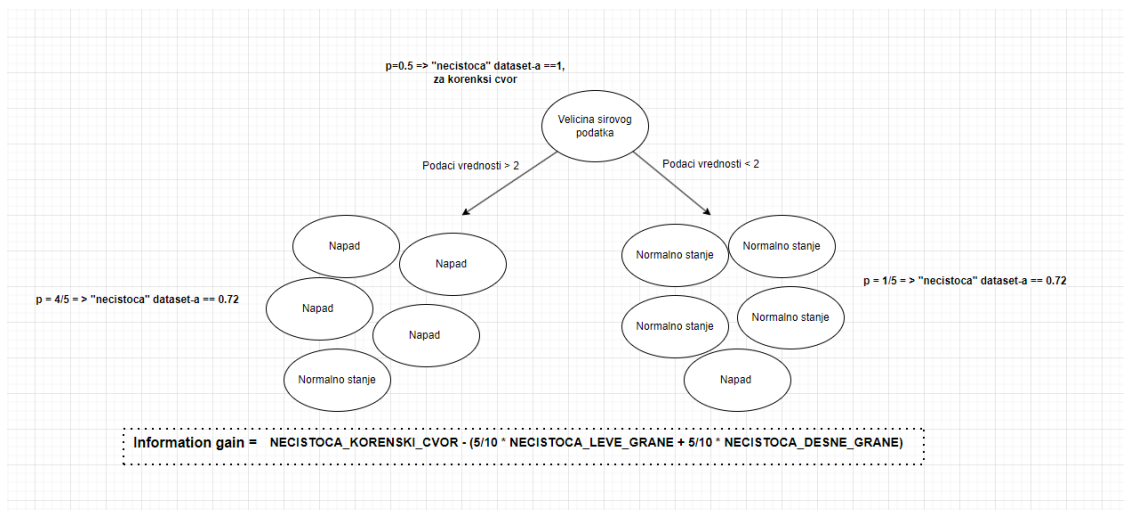 p=0.5 => "necistoca" dataset-a ==1,
za korenksi cvor
Velicina sirovog
podatka
Podaci vrednosti > 2
Podaci vrednosti < 2
Napad
Napad
Napad
Napad
Normalno stanje
p = 4/5 = > "necistoca" dataset-a == 0.72
Normalno stanje
Normalno stanje
Normalno stanje
Normalno stanje
Napad
p = 1/5 => "necistoca" dataset-a == 0.72
Information gain = NECISTOCA_KORENSKI_CVOR - (5/10 * NECISTOCA_LEVE_GRANE + 5/10 * NECISTOCA_DESNE_GRANE)